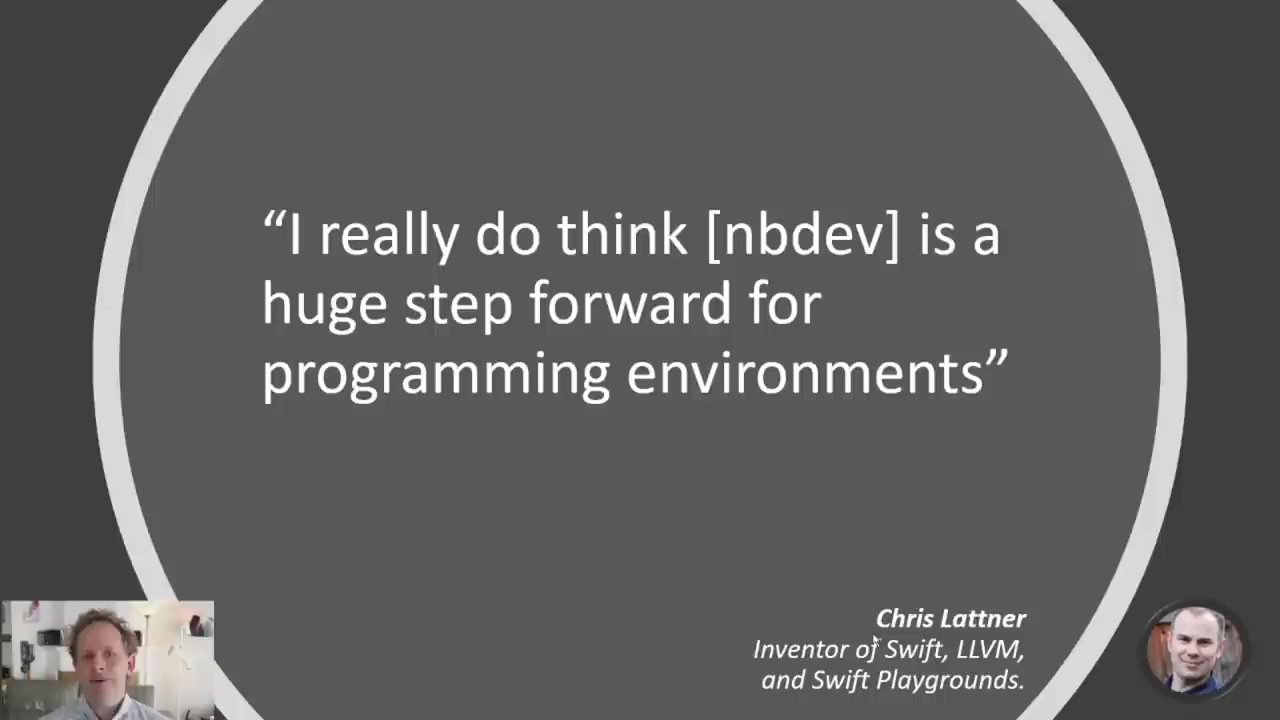 “I really do think [nbdev] is a
huge step forward for
programming environments”
Chris Lattner
Inventor of Swift, LLVM,
and Swift Playgrounds.